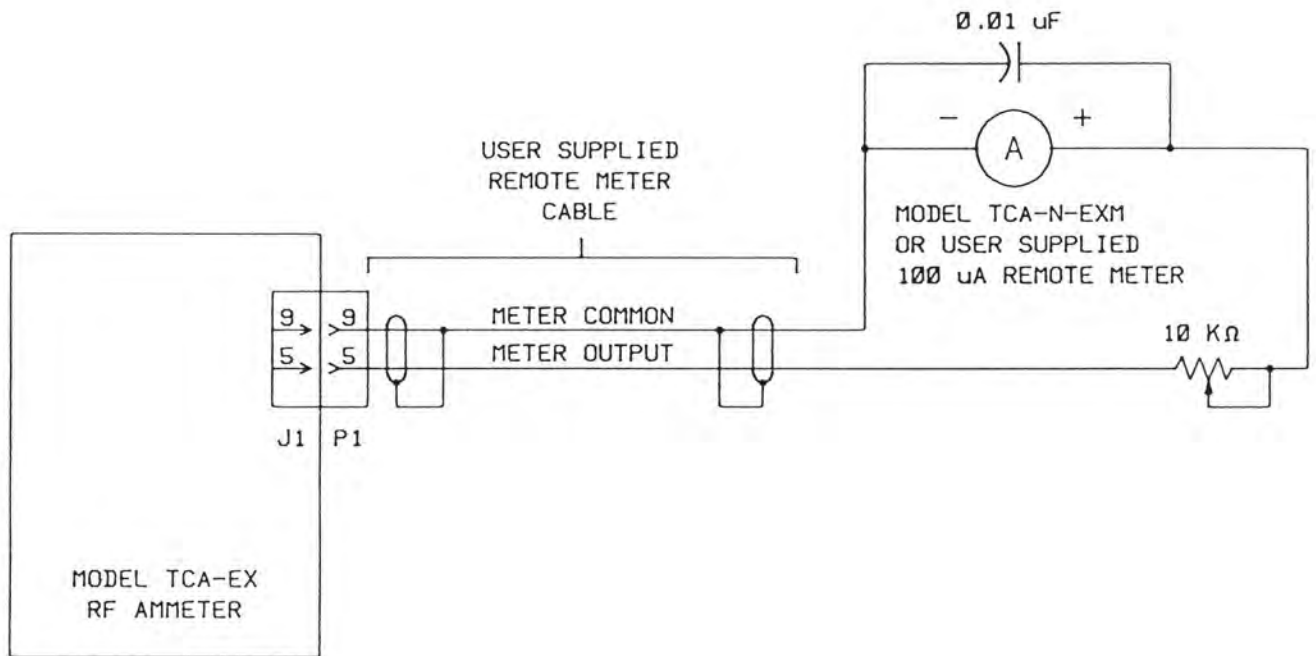 0.01 uF
- +
A
USER SUPPLIED
REMOTE METER
CABLE
MODEL TCA-N-EXM
OR USER SUPPLIED
100 uA REMOTE METER
9 9 METER COMMON
5 5 METER OUTPUT
10 KΩ
J1 P1
MODEL TCA-EX
RF AMMETER